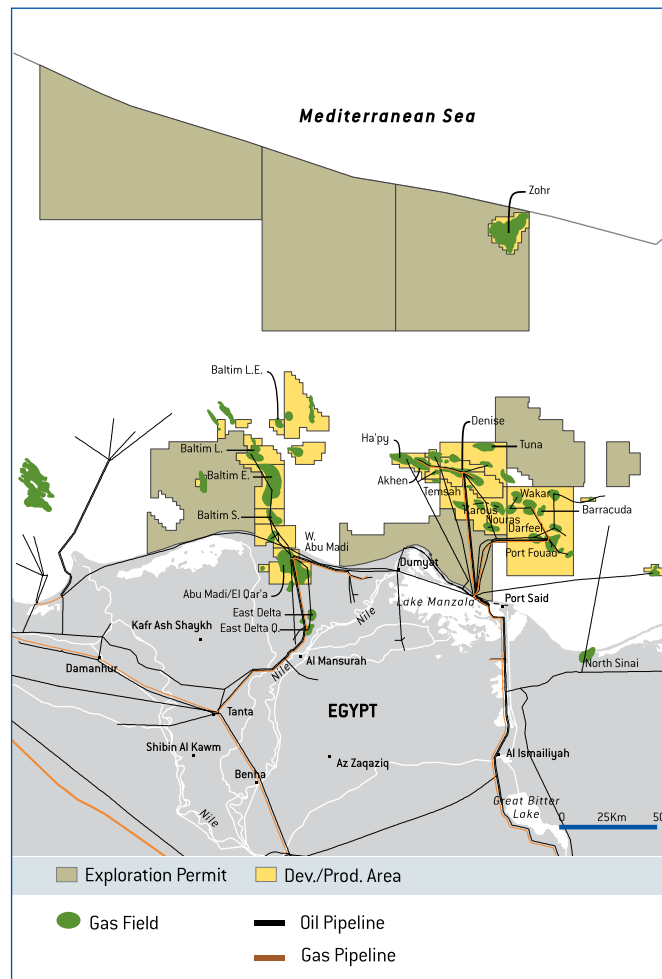 Mediterranean Sea
Zohr
Baltim L.E.
Denise
Ha'py
Tuna
Baltim L.
Akhen
Baltim E.
Temsah
Wakar
Karous
Barracuda
Baltim S.
Nouras
Darfeel
W.
Abu Madi
Port Fouad
Dumyat
Abu Madi/El Qar'a
Lake Manzala
Port Said
East Delta
Nile
Kafr Ash Shaykh
East Delta Q.
Al Mansurah
North Sinai
Damanhur
Nile
Tanta
EGYPT
Shibin Al Kawm
Al Ismailiyah
Az Zaqaziq
Benha
Great Bitter
Lake
Nile
0 25Km 50
Exploration Permit
Dev./Prod. Area
Gas Field
Oil Pipeline
Gas Pipeline